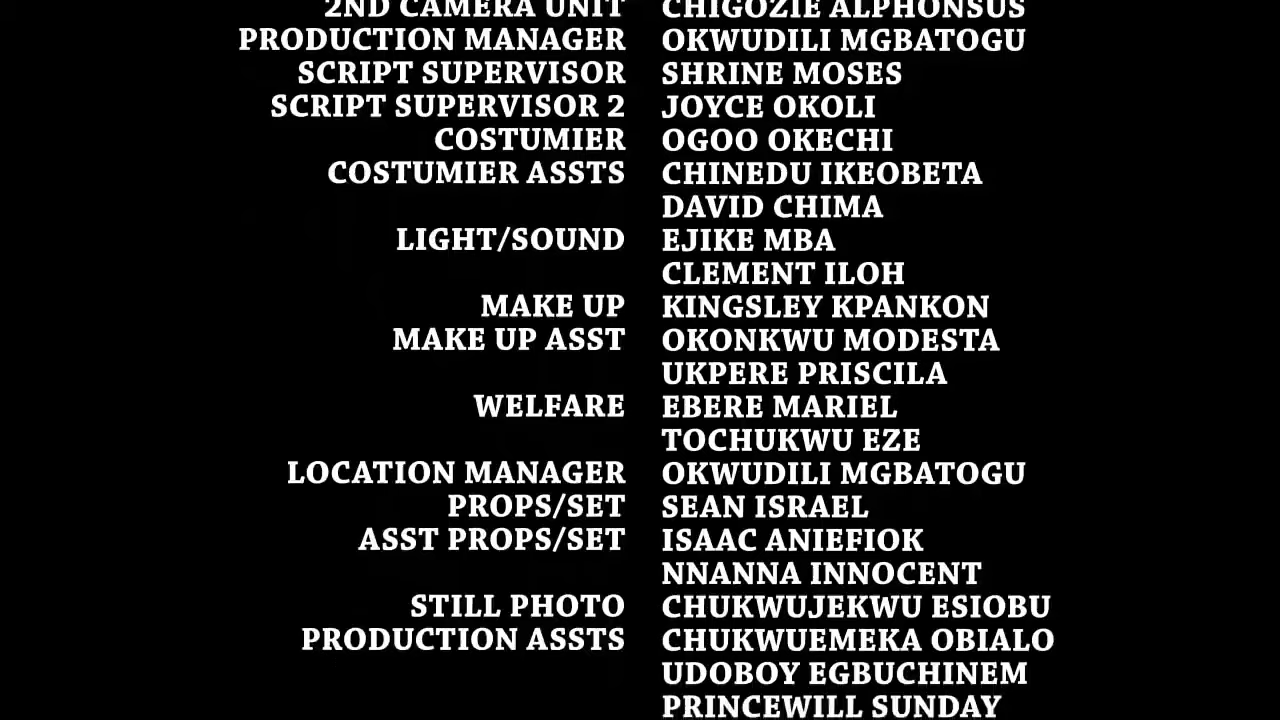 2ND CAMERA UNIT CHIGOZIE ALPHONSUS
PRODUCTION MANAGER OKWUDILI MGBATOGU
SCRIPT SUPERVISOR SHRINE MOSES
SCRIPT SUPERVISOR 2 JOYCE OKOLI
COSTUMIER OGOO OKECHI
COSTUMIER ASSTS CHINEDU IKEOBETA
DAVID CHIMA
LIGHT/SOUND EJIKE MBA
CLEMENT ILOH
MAKE UP KINGSLEY KPANKON
MAKE UP ASST OKONKWU MODESTA
UKPERE PRISCILA
WELFARE EBERE MARIEL
TOCHUKWU EZE
LOCATION MANAGER OKWUDILI MGBATOGU
PROPS/SET SEAN ISRAEL
ASST PROPS/SET ISAAC ANIEFIOK
NNANNA INNOCENT
STILL PHOTO CHUKWUJEKWU ESIOBU
PRODUCTION ASSTS CHUKWUEMEKA OBIALO
UDOBOY EGBUCHINEM
PRINCEWILL SUNDAY